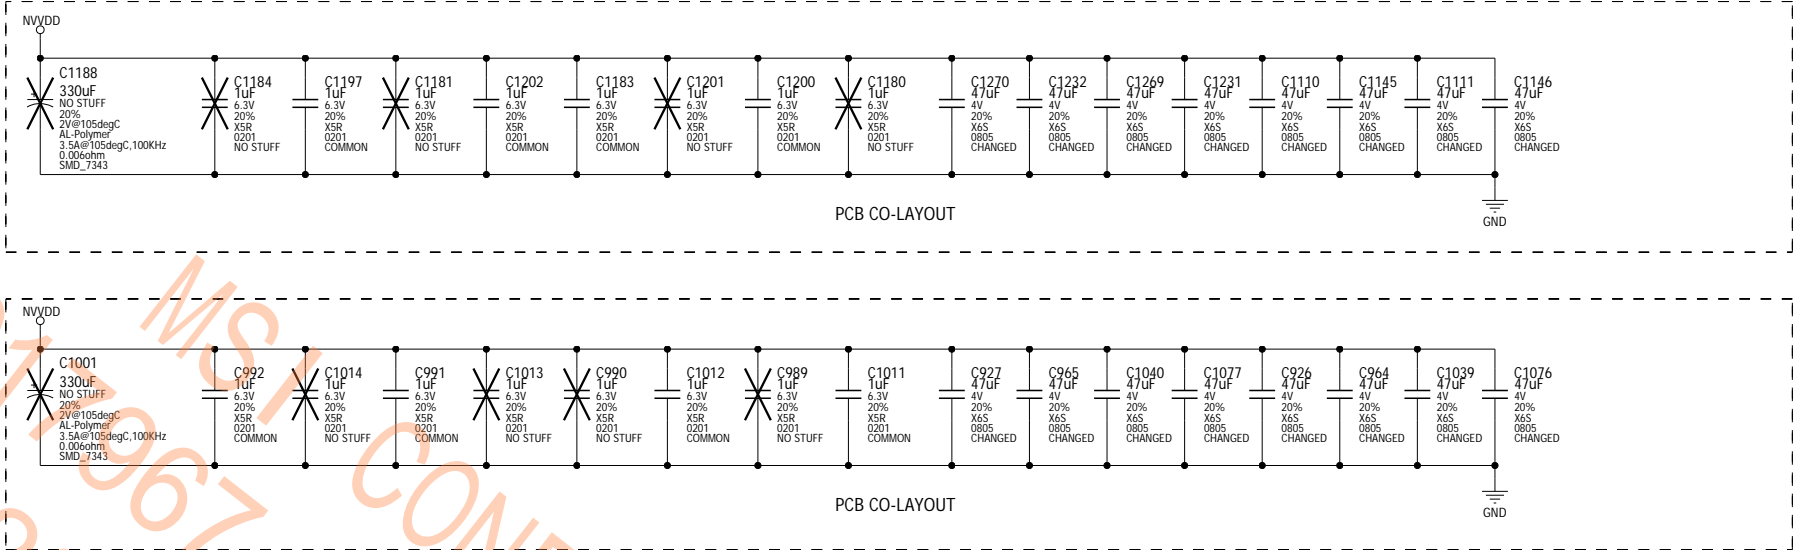 NVVDD
C1188
330uF
NO STUFF
20%
2V@105degC
AL-Polymer
3.5A@105degC,100KHz
0.006ohm
SMD_7343
C1184
1uF
6.3V
20%
X5R
0201
NO STUFF
C1197
1uF
6.3V
20%
X5R
0201
COMMON
C1181
1uF
6.3V
20%
X5R
0201
NO STUFF
C1202
1uF
6.3V
20%
X5R
0201
COMMON
C1183
1uF
6.3V
20%
X5R
0201
COMMON
C1201
1uF
6.3V
20%
X5R
0201
NO STUFF
C1200
1uF
6.3V
20%
X5R
0201
COMMON
C1180
1uF
6.3V
20%
X5R
0201
NO STUFF
C1270
47uF
4V
20%
X6S
0805
CHANGED
C1232
47uF
4V
20%
X6S
0805
CHANGED
C1269
47uF
4V
20%
X6S
0805
CHANGED
C1231
47uF
4V
20%
X6S
0805
CHANGED
C1110
47uF
4V
20%
X6S
0805
CHANGED
C1145
47uF
4V
20%
X6S
0805
CHANGED
C1111
47uF
4V
20%
X6S
0805
CHANGED
C1146
47uF
4V
20%
X6S
0805
CHANGED
PCB CO-LAYOUT
GND
NVVDD
C1001
330uF
NO STUFF
20%
2V@105degC
AL-Polymer
3.5A@105degC,100KHz
0.006ohm
SMD_7343
C992
1uF
6.3V
20%
X5R
0201
COMMON
C1014
1uF
6.3V
20%
X5R
0201
NO STUFF
C991
1uF
6.3V
20%
X5R
0201
COMMON
C1013
1uF
6.3V
20%
X5R
0201
NO STUFF
C990
1uF
6.3V
20%
X5R
0201
NO STUFF
C1012
1uF
6.3V
20%
X5R
0201
COMMON
C989
1uF
6.3V
20%
X5R
0201
NO STUFF
C1011
1uF
6.3V
20%
X5R
0201
COMMON
C927
47uF
4V
20%
X6S
0805
CHANGED
C965
47uF
4V
20%
X6S
0805
CHANGED
C1040
47uF
4V
20%
X6S
0805
CHANGED
C1077
47uF
4V
20%
X6S
0805
CHANGED
C926
47uF
4V
20%
X6S
0805
CHANGED
C964
47uF
4V
20%
X6S
0805
CHANGED
C1039
47uF
4V
20%
X6S
0805
CHANGED
C1076
47uF
4V
20%
X6S
0805
CHANGED
PCB CO-LAYOUT
GND
MSI